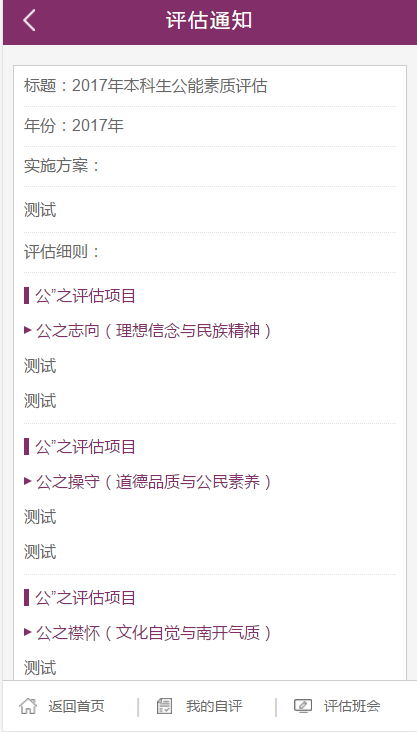 评估通知
标题：2017年本科生公能素质评估
年份：2017年
实施方案：
测试
评估细则：
公”之评估项目
公之志向（理想信念与民族精神）
测试
测试
公”之评估项目
公之操守（道德品质与公民素养）
测试
测试
公”之评估项目
公之襟怀（文化自觉与南开气质）
测试
返回首页 | 我的自评 | 评估班会